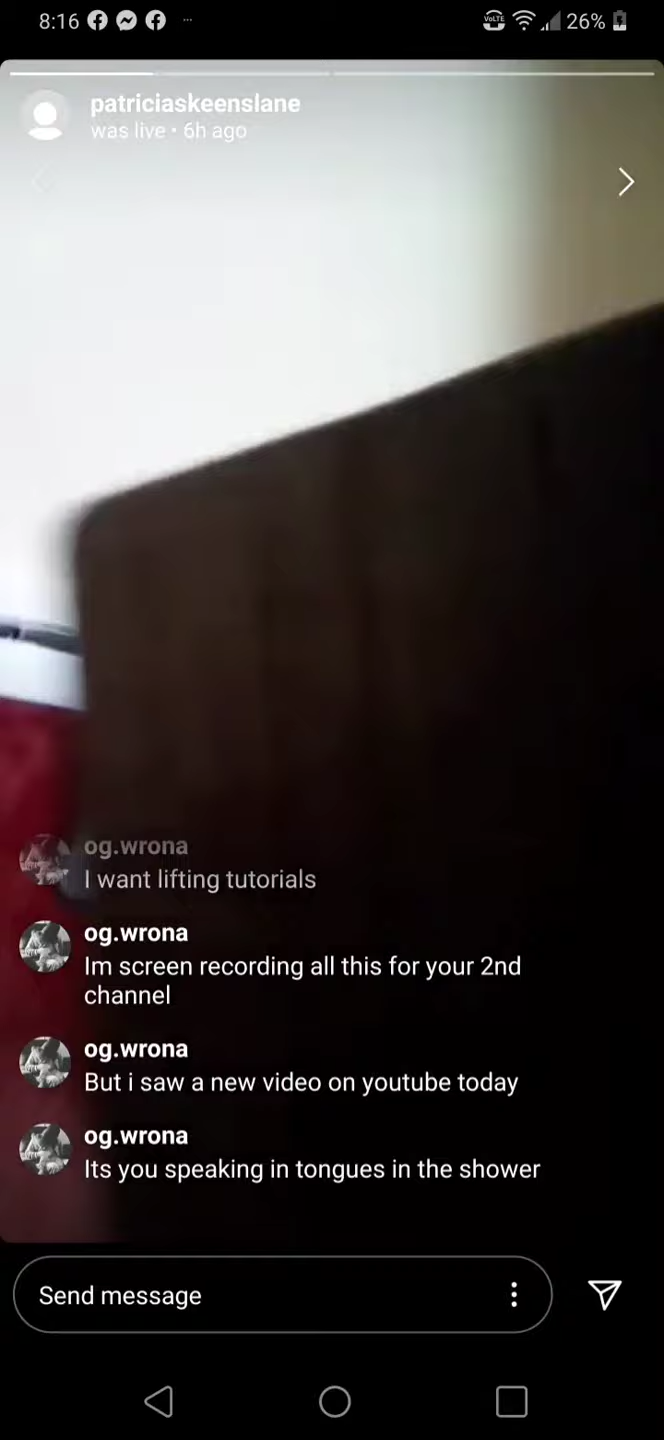 8:16 ... VoLTE 26%
patriciaskeenslane
was live • 6h ago
og.wrona
I want lifting tutorials
og.wrona
Im screen recording all this for your 2nd
channel
og.wrona
But i saw a new video on youtube today
og.wrona
Its you speaking in tongues in the shower
Send message